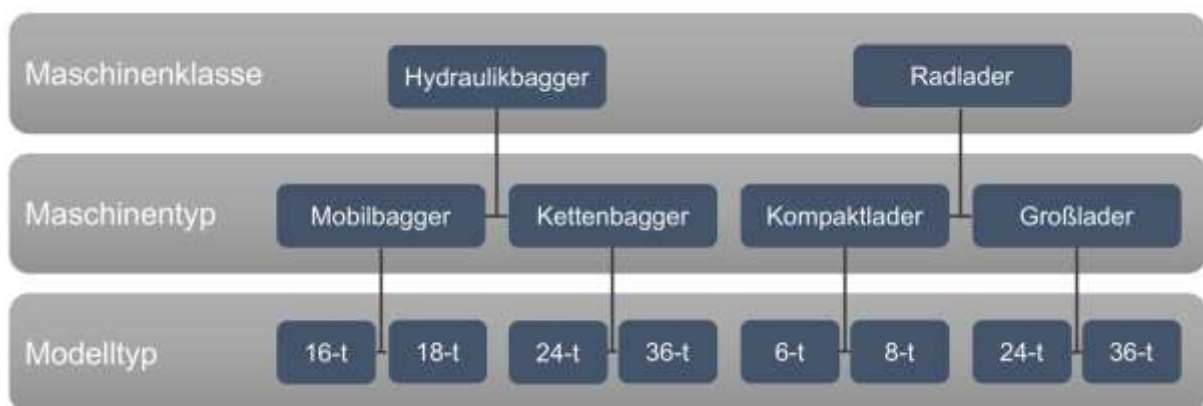 Maschinenklasse
Hydraulikbagger
Radlader
Maschinentyp
Mobilbagger
Kettenbagger
Kompaktlader
Großlader
Modelltyp
16-t
18-t
24-t
36-t
6-t
8-t
24-t
36-t